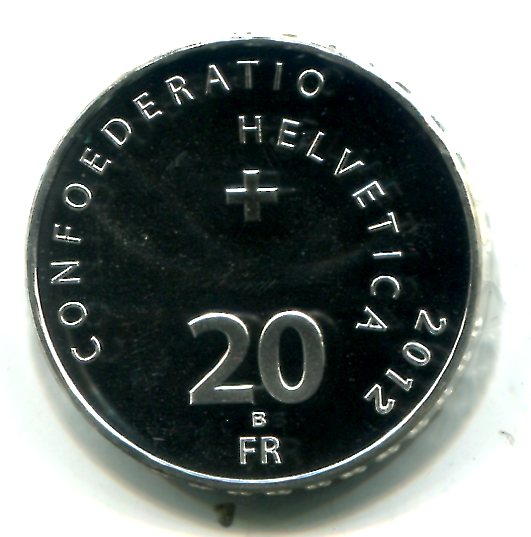 CONFOEDERATIO
HELVETICA
2012
20
B
FR